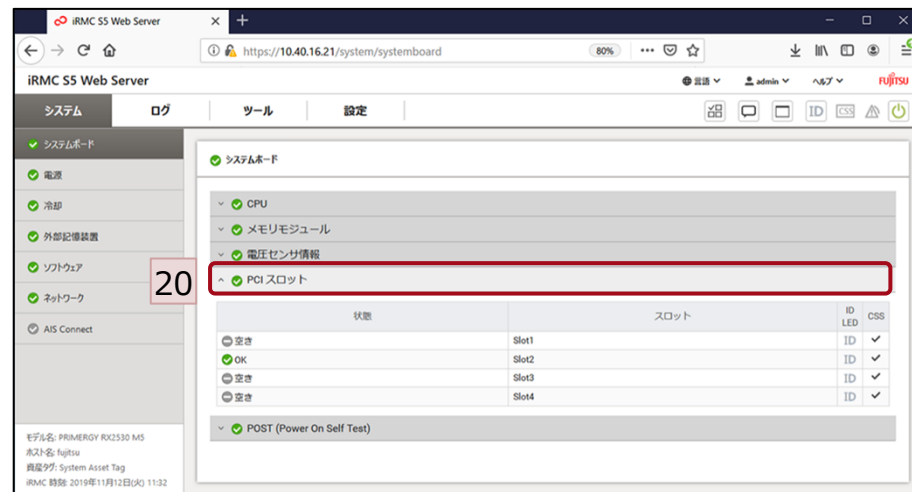 iRMC S5 Web Server
https://10.40.16.21/system/systemboard
80%
iRMC S5 Web Server
言語
admin
ヘルプ
FUJITSU
システム
ログ
ツール
設定
ID
CSS
システムボード
電源
冷却
外部記憶装置
ソフトウェア
ネットワーク
AIS Connect
システムボード
CPU
メモリモジュール
電圧センサ情報
20
PCI スロット
状態 スロット ID LED CSS
空き Slot1 ID
OK Slot2 ID
空き Slot3 ID
空き Slot4 ID
POST (Power On Self Test)
モデル名: PRIMERGY RX2530 M5
ホスト名: fujitsu
資産タグ: System Asset Tag
iRMC 時刻: 2019年11月12日(火) 11:32